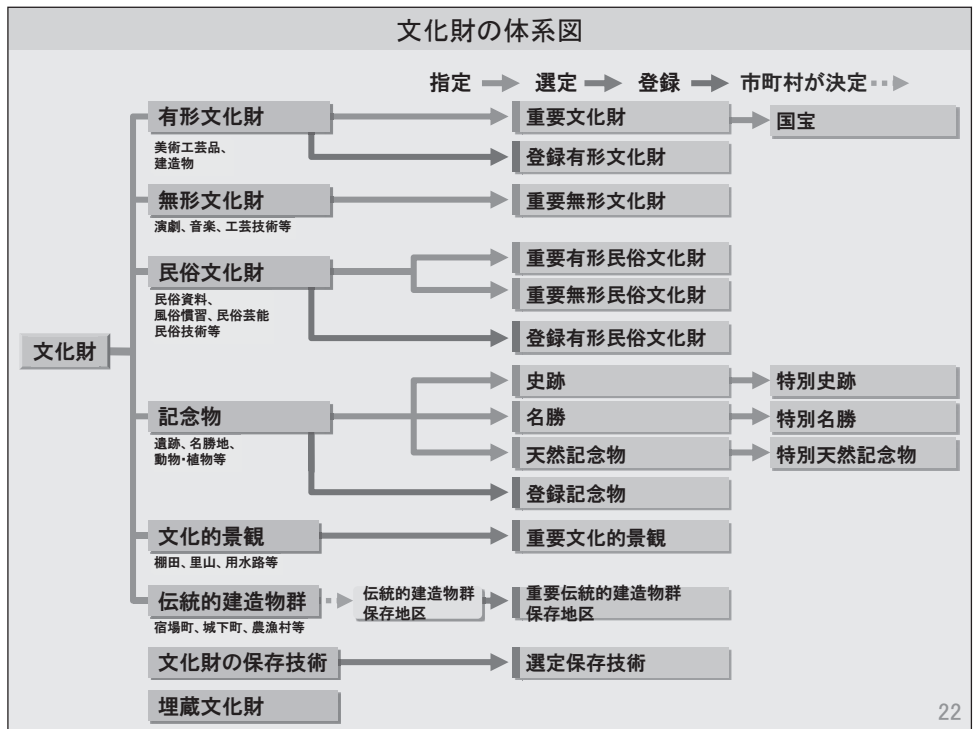 文化財の体系図
指定 選定 登録 市町村が決定
有形文化財
美術工芸品、
建造物
重要文化財
国宝
登録有形文化財
無形文化財
演劇、音楽、工芸技術等
重要無形文化財
民俗文化財
民俗資料、
風俗慣習、民俗芸能
民俗技術等
重要有形民俗文化財
重要無形民俗文化財
登録有形民俗文化財
文化財
記念物
遺跡、名勝地、
動物・植物等
史跡
特別史跡
名勝
特別名勝
天然記念物
特別天然記念物
登録記念物
文化的景観
棚田、里山、用水路等
重要文化的景観
伝統的建造物群
宿場町、城下町、農漁村等
伝統的建造物群
保存地区
重要伝統的建造物群
保存地区
文化財の保存技術
選定保存技術
埋蔵文化財
22